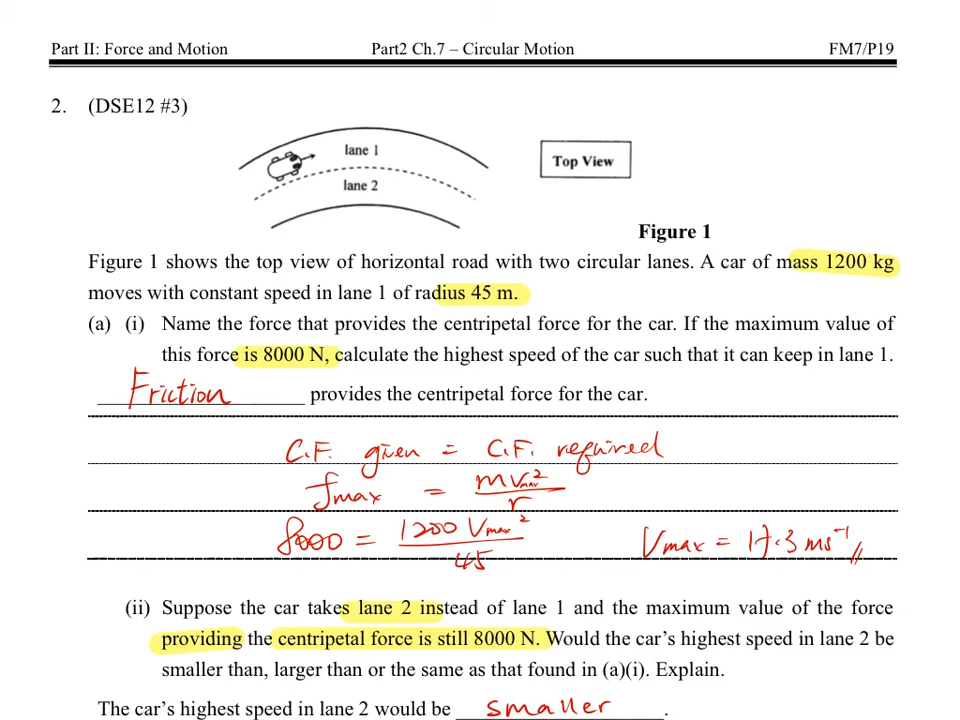 Part II: Force and Motion Part2 Ch.7 – Circular Motion FM7/P19
2. (DSE12 #3)
lane 1
lane 2
Top View
Figure 1
Figure 1 shows the top view of horizontal road with two circular lanes. A car of mass 1200 kg
moves with constant speed in lane 1 of radius 45 m.
(a) (i) Name the force that provides the centripetal force for the car. If the maximum value of
this force is 8000 N, calculate the highest speed of the car such that it can keep in lane 1.
Friction provides the centripetal force for the car.
C.F. given = C.F. required
fmax = mVmax²/r
8000 = 1200 Vmax²/45 Vmax = 17.3 ms⁻¹//
(ii) Suppose the car takes lane 2 instead of lane 1 and the maximum value of the force
providing the centripetal force is still 8000 N. Would the car's highest speed in lane 2 be
smaller than, larger than or the same as that found in (a)(i). Explain.
The car's highest speed in lane 2 would be smaller.